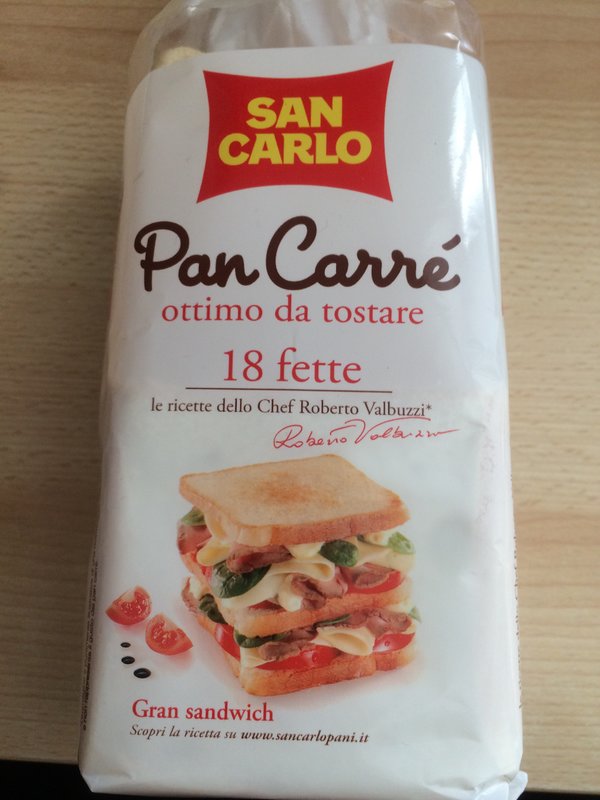 SAN
CARLO
Pan Carré
ottimo da tostare
18 fette
le ricette dello Chef Roberto Valbuzzi*
Roberto Valbuzzi
Gran sandwich
Scopri la ricetta su www.sancarlopani.it